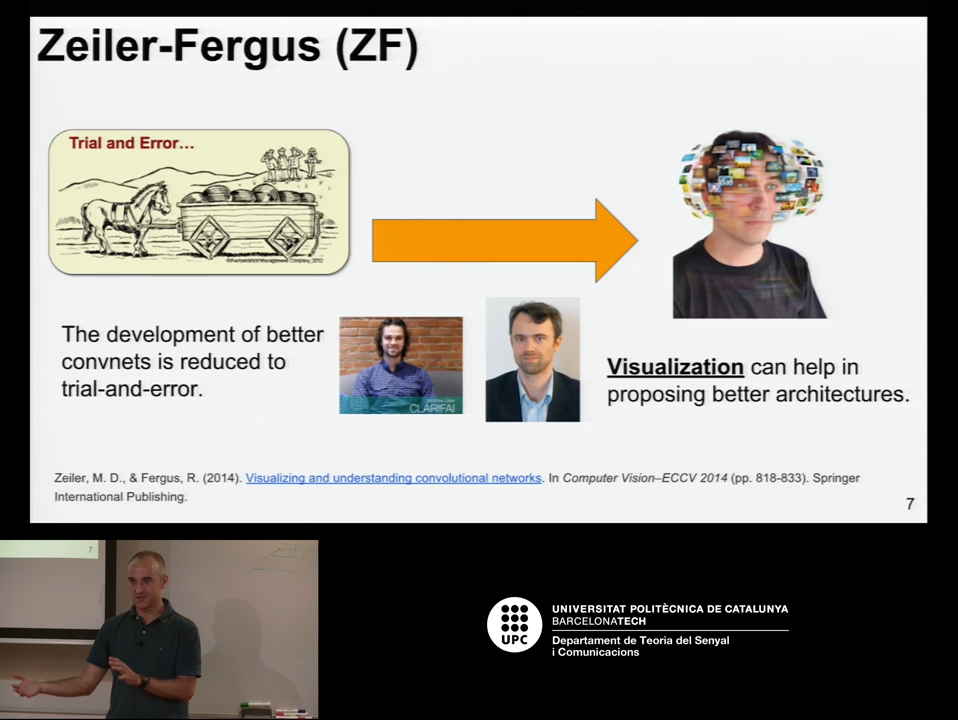 Zeiler-Fergus (ZF)
Trial and Error…
The development of better
convnets is reduced to
trial-and-error.
CLARIFAI
Visualization can help in
proposing better architectures.
Zeiler, M. D., & Fergus, R. (2014). Visualizing and understanding convolutional networks. In Computer Vision–ECCV 2014 (pp. 818-833). Springer
International Publishing.
7
7
UPC
UNIVERSITAT POLITÈCNICA DE CATALUNYA
BARCELONATECH
Departament de Teoria del Senyal
i Comunicacions